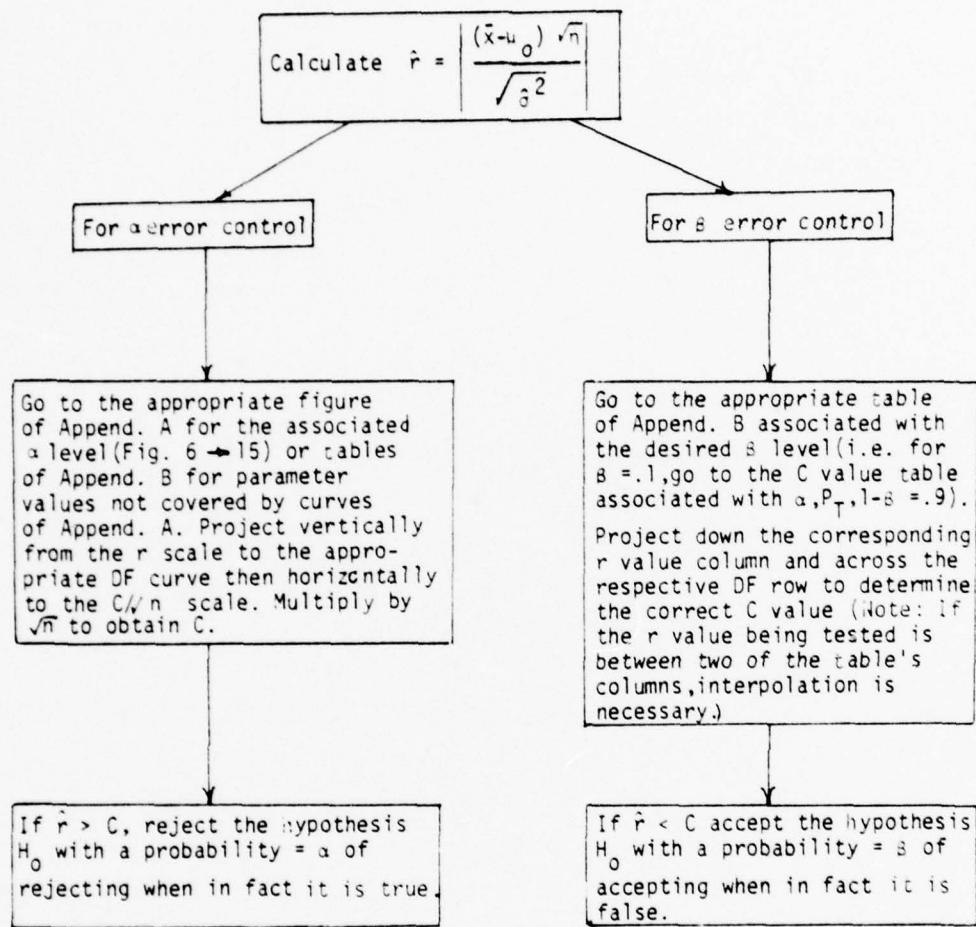 Calculate r̂ = | (x̄-μ₀) √n / √σ̂² |
For α error control
For β error control
Go to the appropriate figure
of Append. A for the associated
α level(Fig. 6 → 15) or tables
of Append. B for parameter
values not covered by curves
of Append. A. Project vertically
from the r scale to the appro-
priate DF curve then horizontally
to the C/√n scale. Multiply by
√n to obtain C.
Go to the appropriate table
of Append. B associated with
the desired β level(i.e. for
β =.1,go to the C value table
associated with α,P_T,1-β =.9).
Project down the corresponding
r value column and across the
respective DF row to determine
the correct C value (Note: If
the r value being tested is
between two of the table's
columns,interpolation is
necessary.)
If r̂ > C, reject the hypothesis
H₀ with a probability = α of
rejecting when in fact it is true.
If r̂ < C accept the hypothesis
H₀ with a probability = β of
accepting when in fact it is
false.